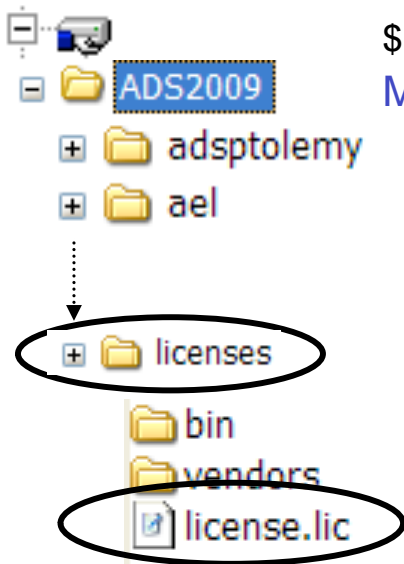 $
ADS2009
M
adsptolemy
ael
licenses
bin
vendors
license.lic